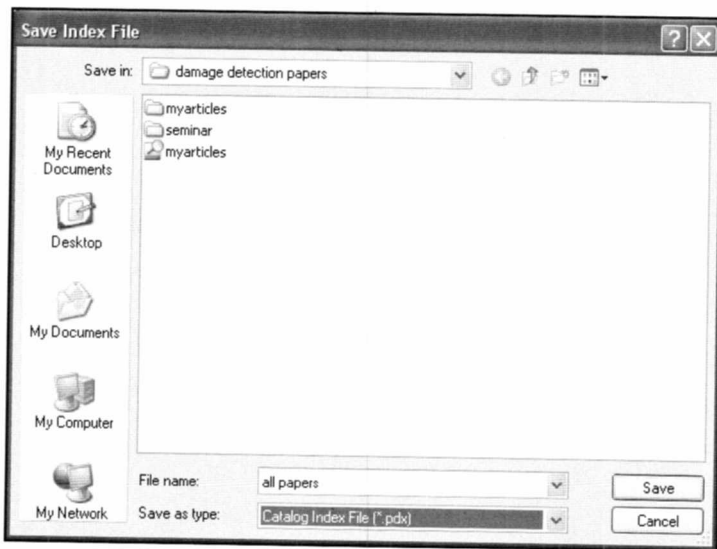 Save Index File
Save in: damage detection papers
myarticles
seminar
myarticles
My Recent
Documents
Desktop
My Documents
My Computer
My Network
File name: all papers
Save as type: Catalog Index File (*.pdx)
Save
Cancel